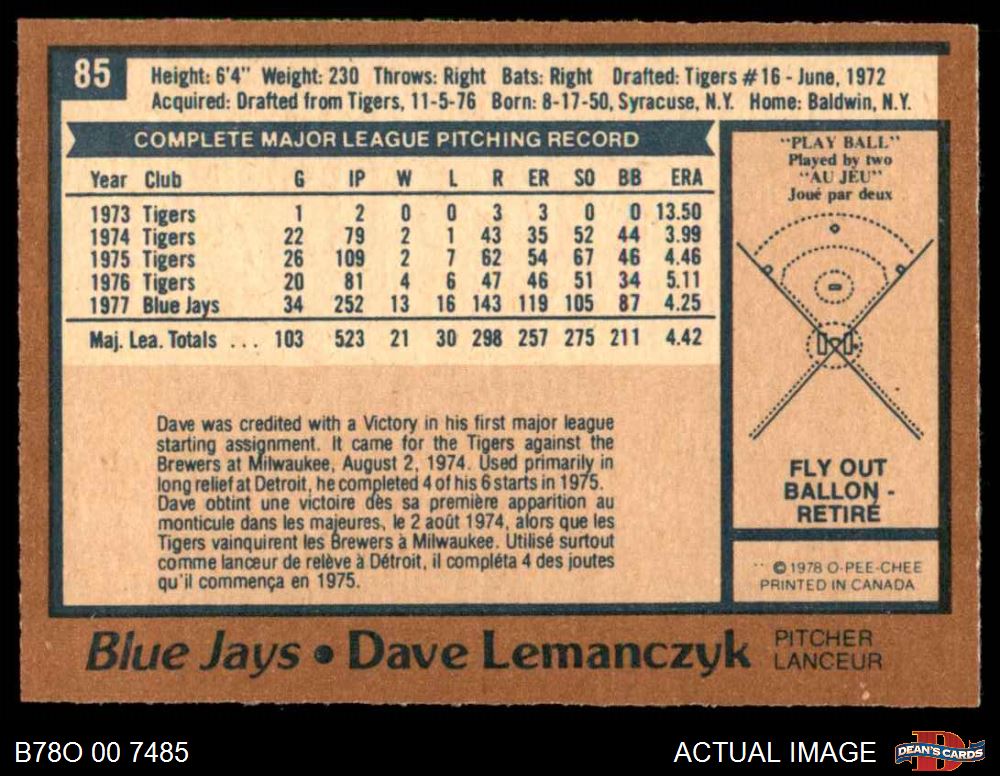 85
Height: 6'4" Weight: 230 Throws: Right Bats: Right Drafted: Tigers #16 - June, 1972
Acquired: Drafted from Tigers, 11-5-76 Born: 8-17-50, Syracuse, N.Y. Home: Baldwin, N.Y.
COMPLETE MAJOR LEAGUE PITCHING RECORD
Year Club G IP W L R ER SO BB ERA
1973 Tigers 1 2 0 0 3 3 0 0 13.50
1974 Tigers 22 79 2 1 43 35 52 44 3.99
1975 Tigers 26 109 2 7 62 54 67 46 4.46
1976 Tigers 20 81 4 6 47 46 51 34 5.11
1977 Blue Jays 34 252 13 16 143 119 105 87 4.25
Maj. Lea. Totals ... 103 523 21 30 298 257 275 211 4.42
Dave was credited with a Victory in his first major league
starting assignment. It came for the Tigers against the
Brewers at Milwaukee, August 2, 1974. Used primarily in
long relief at Detroit, he completed 4 of his 6 starts in 1975.
Dave obtint une victoire dès sa première apparition au
monticule dans les majeures, le 2 août 1974, alors que les
Tigers vainquirent les Brewers à Milwaukee. Utilisé surtout
comme lanceur de relève à Détroit, il compléta 4 des joutes
qu'il commença en 1975.
"PLAY BALL"
Played by two
"AU JEU"
Joué par deux
FLY OUT
BALLON -
RETIRÉ
© 1978 O-PEE-CHEE
PRINTED IN CANADA
Blue Jays • Dave Lemanczyk
PITCHER
LANCEUR
B78O 00 7485
ACTUAL IMAGE
DEAN'S CARDS